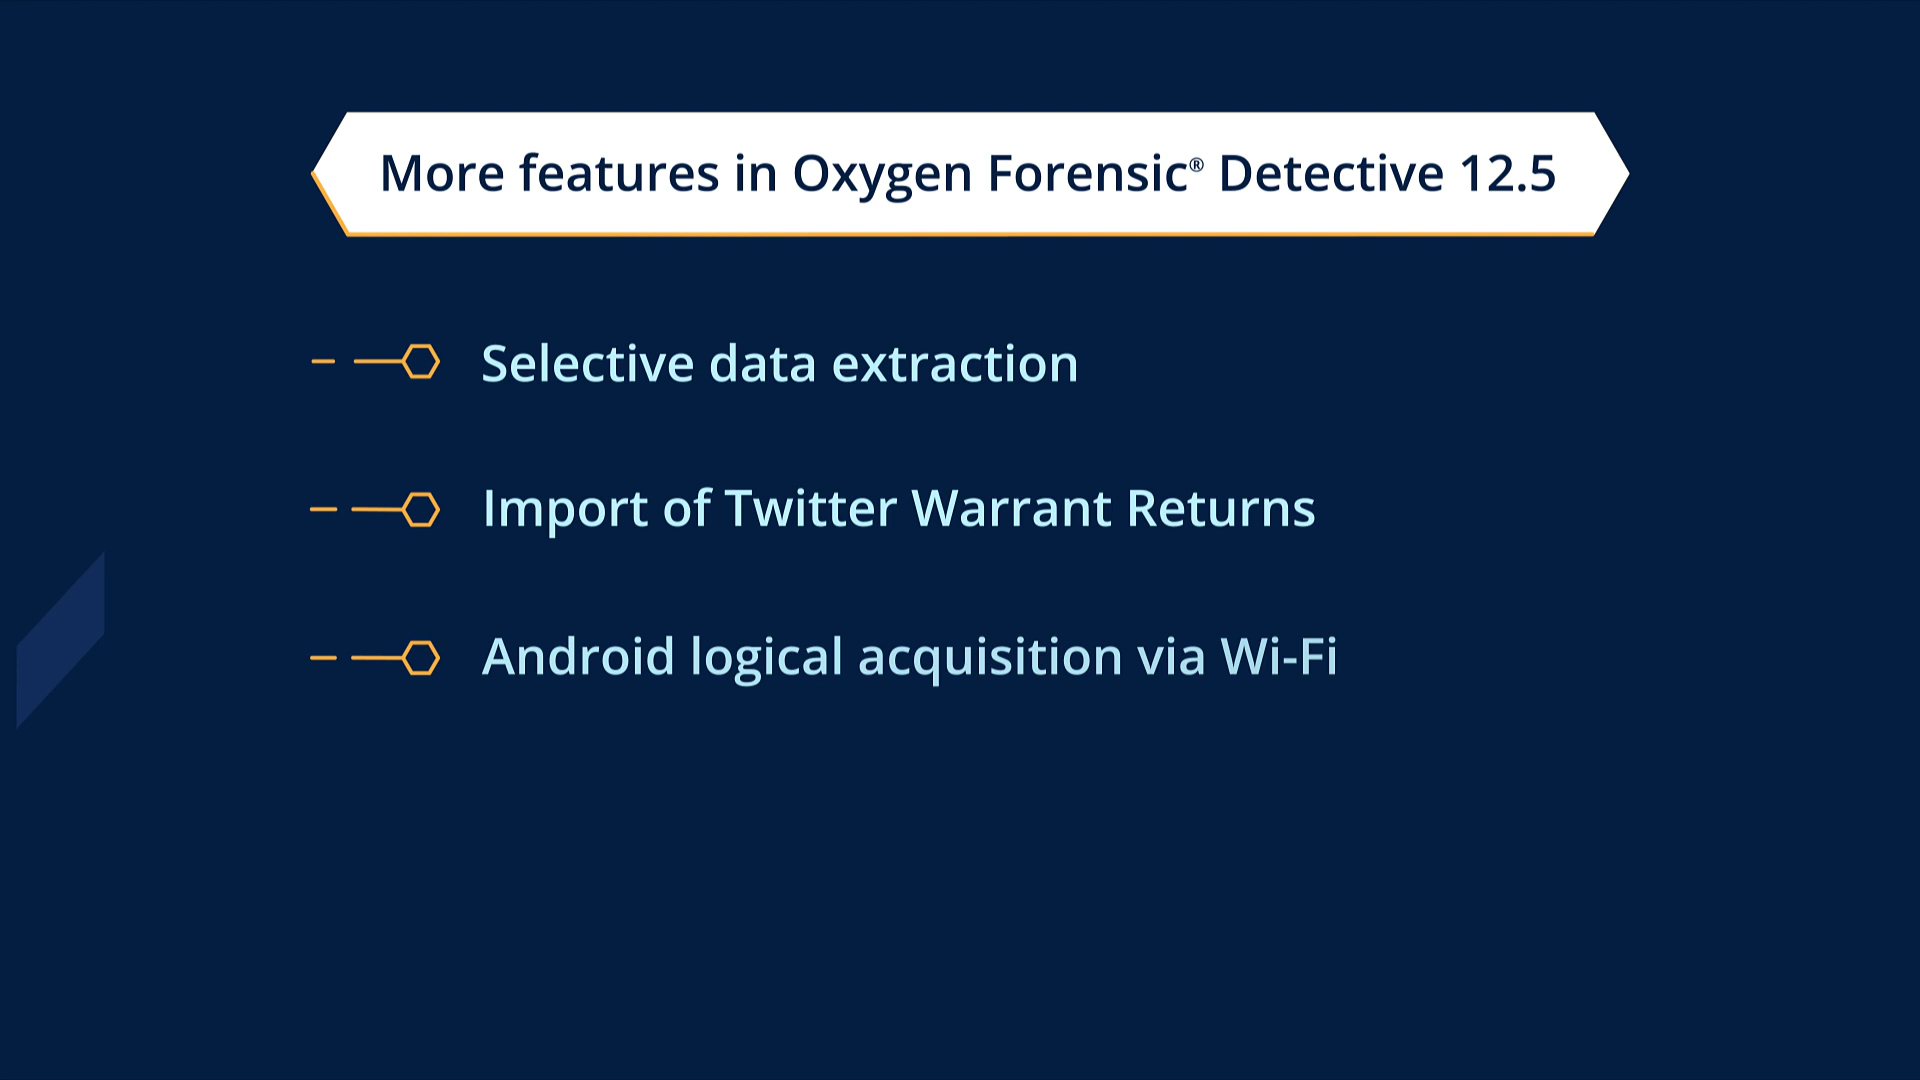 More features in Oxygen Forensic® Detective 12.5
Selective data extraction
Import of Twitter Warrant Returns
Android logical acquisition via Wi-Fi